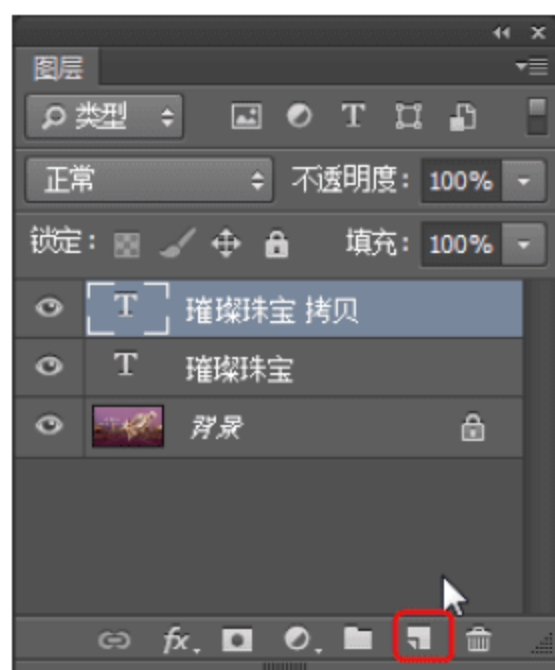 图层
类型 T
正常 不透明度: 100%
锁定: 填充: 100%
T 璀璨珠宝 拷贝
T 璀璨珠宝
背景
fx.